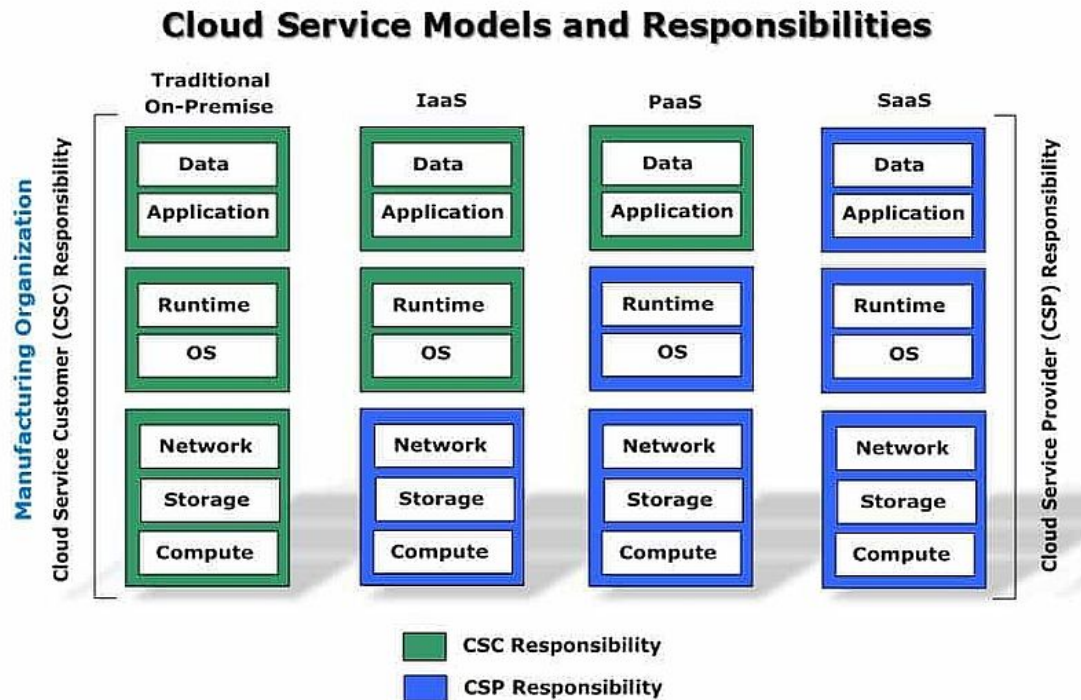 Cloud Service Models and Responsibilities
Manufacturing Organization
Cloud Service Customer (CSC) Responsibility
Traditional
On-Premise
Data
Application
Runtime
OS
Network
Storage
Compute
IaaS
Data
Application
Runtime
OS
Network
Storage
Compute
PaaS
Data
Application
Runtime
OS
Network
Storage
Compute
SaaS
Data
Application
Runtime
OS
Network
Storage
Compute
Cloud Service Provider (CSP) Responsibility
CSC Responsibility
CSP Responsibility